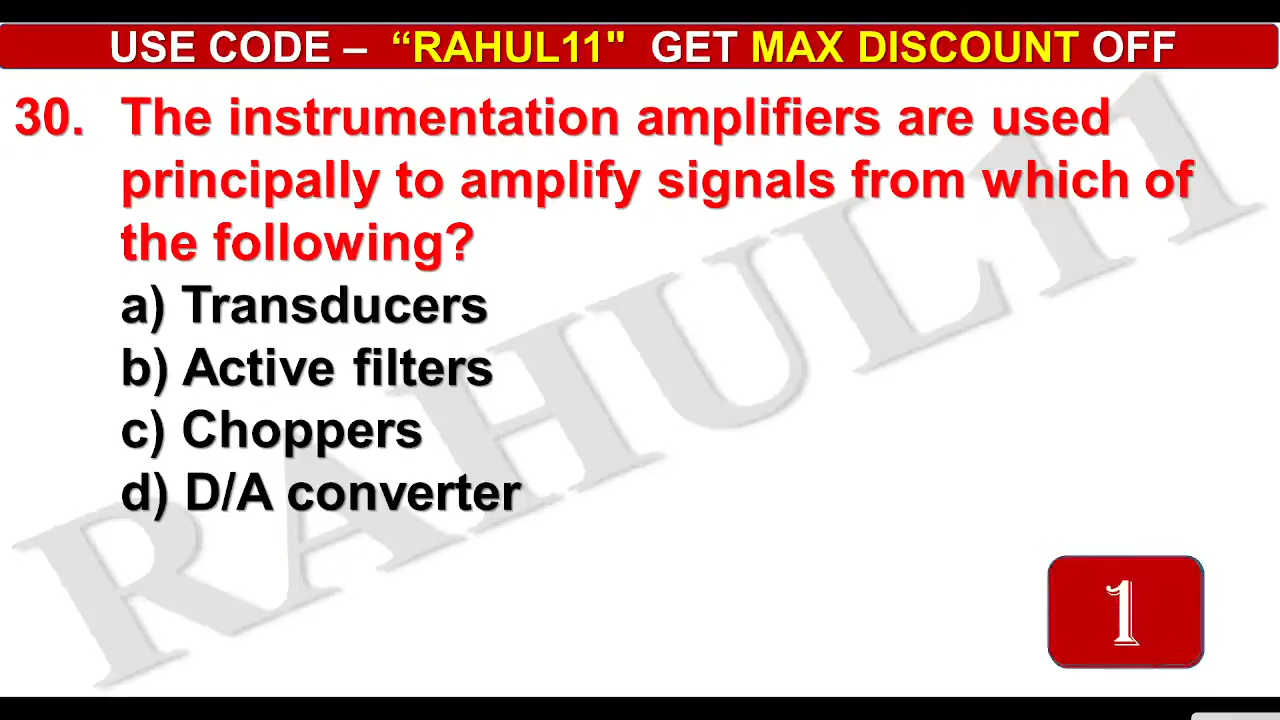 USE CODE – “RAHUL11" GET MAX DISCOUNT OFF
30. The instrumentation amplifiers are used
principally to amplify signals from which of
the following?
a) Transducers
b) Active filters
c) Choppers
d) D/A converter
RAHUL11
1